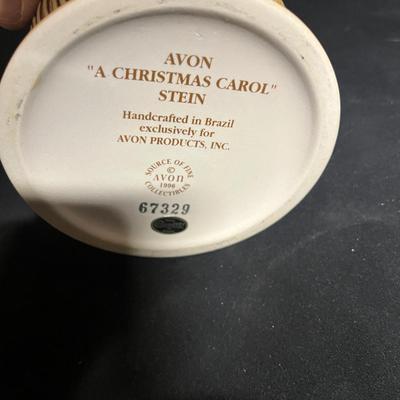 AVON
"A CHRISTMAS CAROL"
STEIN
Handcrafted in Brazil
exclusively for
AVON PRODUCTS, INC.
SOURCE OF FINE
©
AVON
1996
COLLECTIBLES
67329